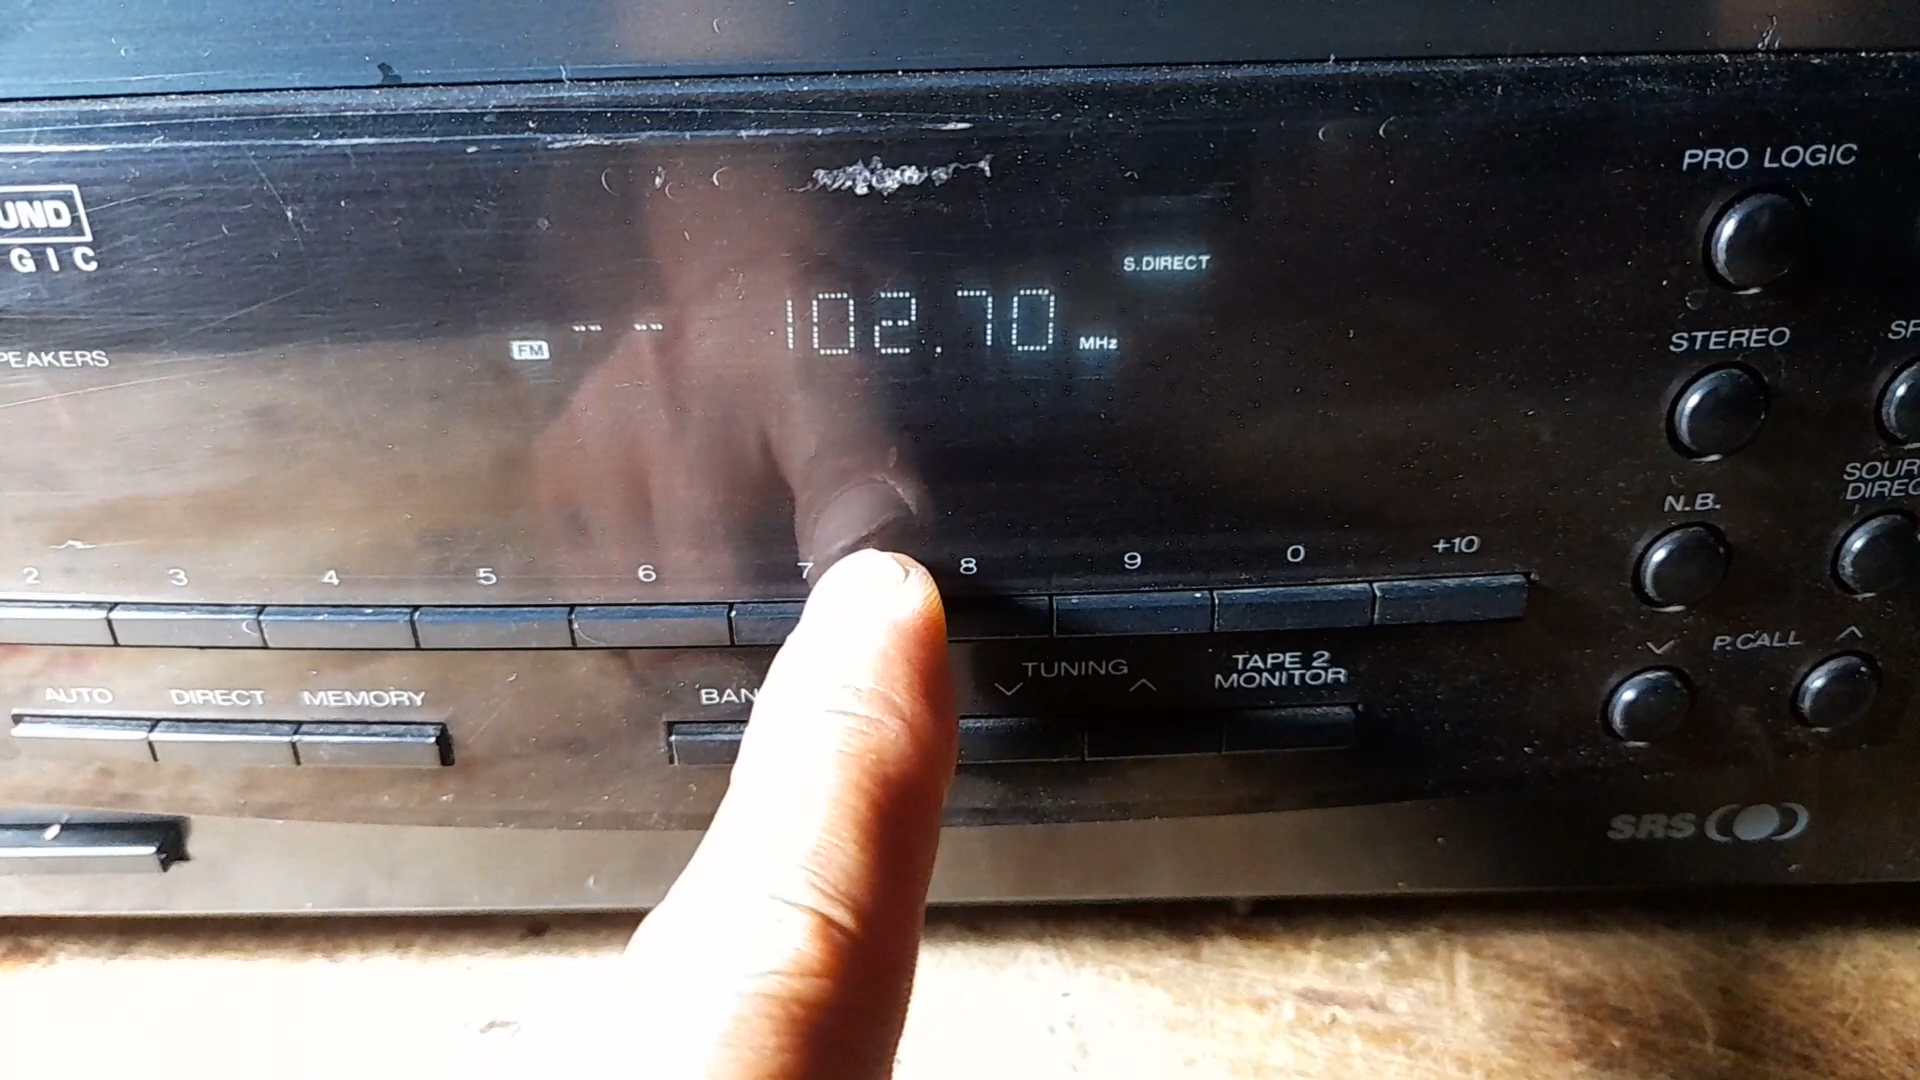 PRO LOGIC
UND
GIC
S.DIRECT
FM -- -- 102.70 MHz
STEREO
PEAKERS
N.B.
2 3 4 5 6 7 8 9 0 +10
P.CALL
TUNING
TAPE 2
MONITOR
AUTO DIRECT MEMORY BAN
SRS